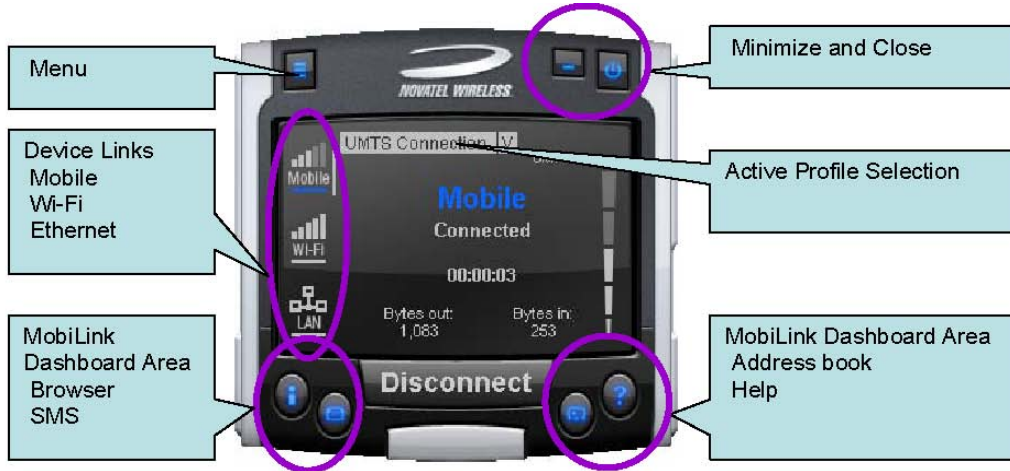 Menu
Device Links
Mobile
Wi-Fi
Ethernet
MobiLink
Dashboard Area
Browser
SMS
NOVATEL WIRELESS
UMTS Connection V
Mobile
WI-FI
LAN
Mobile
Connected
00:00:03
Bytes out:
1,083
Bytes in:
253
Disconnect
i
?
Minimize and Close
Active Profile Selection
MobiLink Dashboard Area
Address book
Help